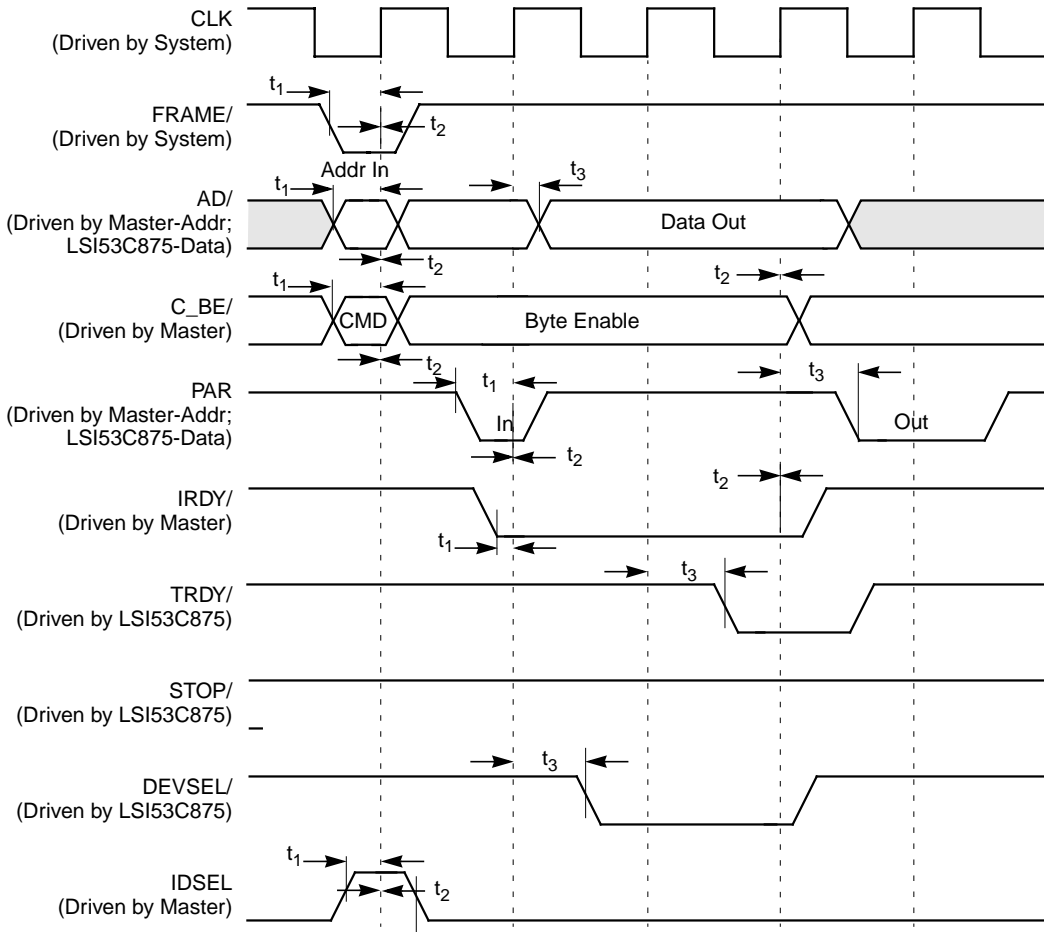 CLK
(Driven by System)
t1
FRAME/
(Driven by System)
t2
Addr In
t1
t3
AD/
(Driven by Master-Addr;
LSI53C875-Data)
Data Out
t2
t2
t1
C_BE/
(Driven by Master)
CMD
Byte Enable
t2
t1
t3
PAR
(Driven by Master-Addr;
LSI53C875-Data)
In
Out
t2
t2
IRDY/
(Driven by Master)
t1
t3
TRDY/
(Driven by LSI53C875)
STOP/
(Driven by LSI53C875)
t3
DEVSEL/
(Driven by LSI53C875)
t1
IDSEL
(Driven by Master)
t2